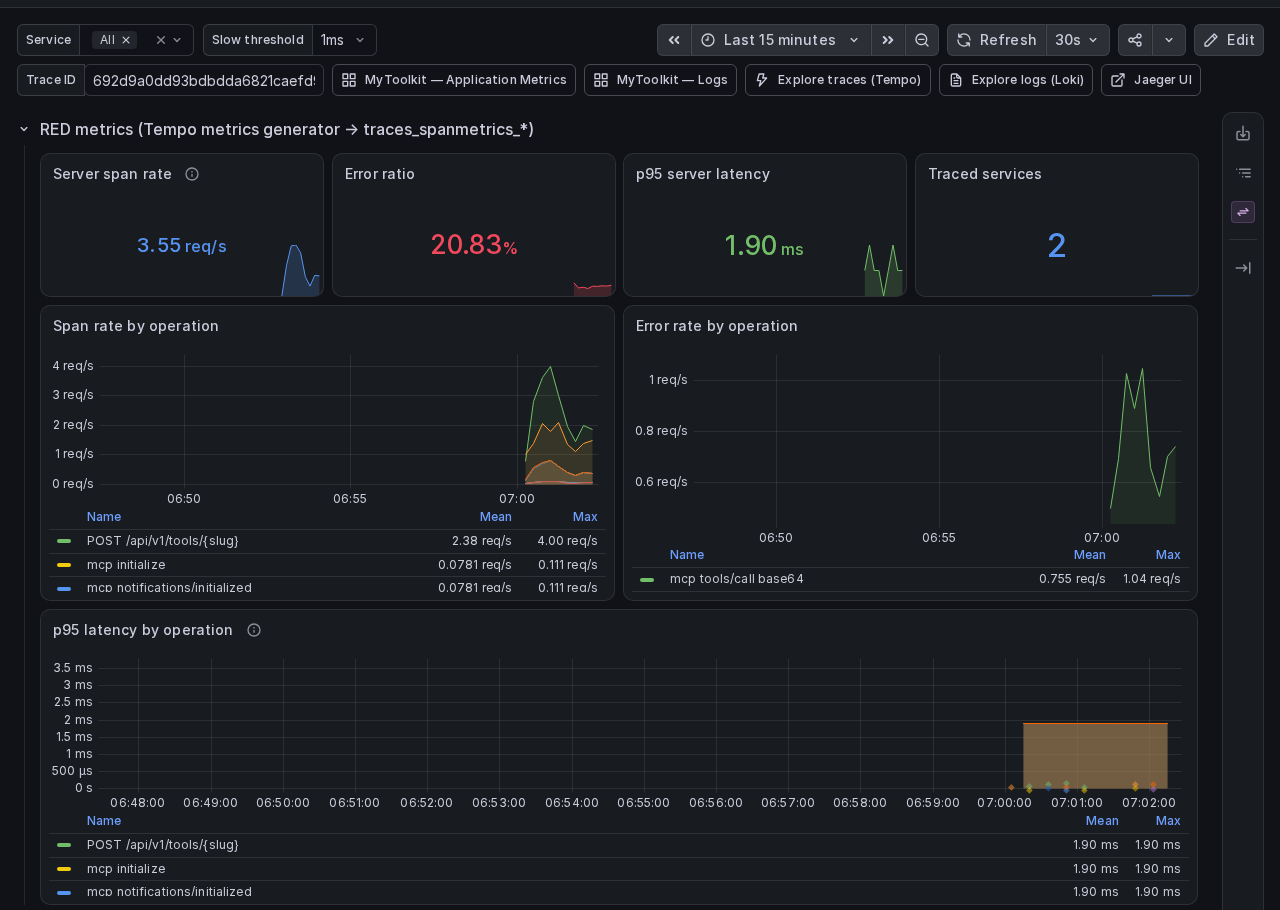 Service All Slow threshold 1ms Last 15 minutes Refresh 30s Edit
Trace ID 692d9a0dd93bdbdda6821caefd MyToolkit — Application Metrics MyToolkit — Logs Explore traces (Tempo) Explore logs (Loki) Jaeger UI
RED metrics (Tempo metrics generator → traces_spanmetrics_*)
Server span rate Error ratio p95 server latency Traced services
3.55 req/s 20.83% 1.90 ms 2
Span rate by operation
4 req/s
3 req/s
2 req/s
1 req/s
0 req/s
06:50 06:55 07:00
Name Mean Max
POST /api/v1/tools/{slug} 2.38 req/s 4.00 req/s
mcp initialize 0.0781 req/s 0.111 req/s
mcp notifications/initialized 0.0781 req/s 0.111 req/s
Error rate by operation
1 req/s
0.8 req/s
0.6 req/s
06:50 06:55 07:00
Name Mean Max
mcp tools/call base64 0.755 req/s 1.04 req/s
p95 latency by operation
3.5 ms
3 ms
2.5 ms
2 ms
1.5 ms
1 ms
500 µs
0 s
06:48:00 06:49:00 06:50:00 06:51:00 06:52:00 06:53:00 06:54:00 06:55:00 06:56:00 06:57:00 06:58:00 06:59:00 07:00:00 07:01:00 07:02:00
Name Mean Max
POST /api/v1/tools/{slug} 1.90 ms 1.90 ms
mcp initialize 1.90 ms 1.90 ms
mcp notifications/initialized 1.90 ms 1.90 ms